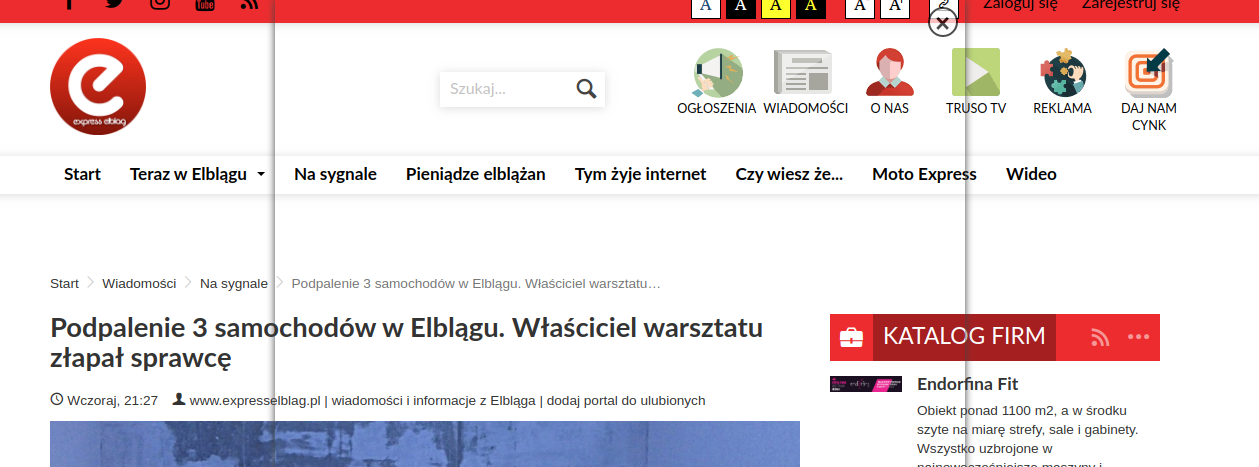 A A A A A A+ Zaloguj się Zarejestruj się
express elbląg
Szukaj...
OGŁOSZENIA WIADOMOŚCI O NAS TRUSO TV REKLAMA DAJ NAM CYNK
Start Teraz w Elblągu Na sygnale Pieniądze elblążan Tym żyje internet Czy wiesz że... Moto Express Wideo
Start Wiadomości Na sygnale Podpalenie 3 samochodów w Elblągu. Właściciel warsztatu…
Podpalenie 3 samochodów w Elblągu. Właściciel warsztatu
złapał sprawcę
Wczoraj, 21:27 www.expresselblag.pl | wiadomości i informacje z Elbląga | dodaj portal do ulubionych
KATALOG FIRM
Endorfina Fit
Obiekt ponad 1100 m2, a w środku
szyte na miarę strefy, sale i gabinety.
Wszystko uzbrojone w
najnowocześniejsze maszyny i